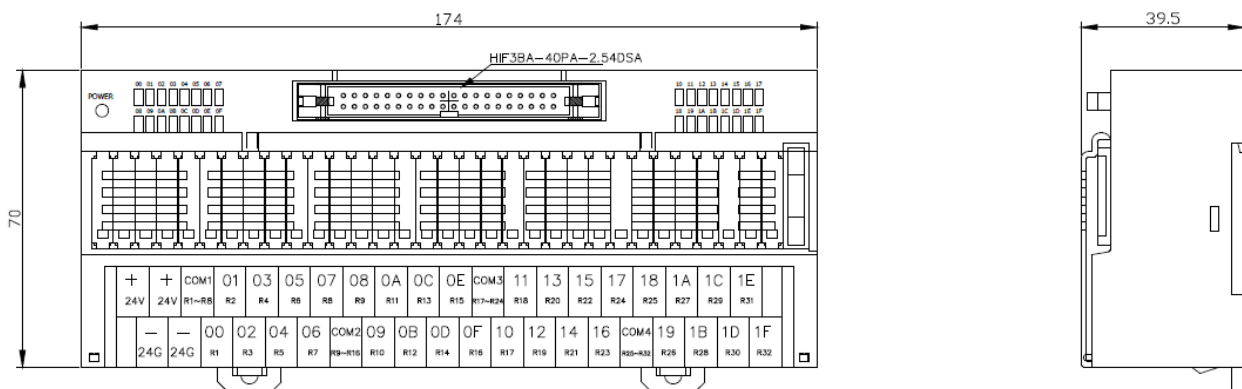 174
39.5
HIF3BA-40PA-2.54DSA
POWER
00 01 02 03 04 05 06 07
10 11 12 13 14 15 16 17
08 09 0A 0B 0C 0D 0E 0F
18 19 1A 1B 1C 1D 1E 1F
70
+ + COM1 01 03 05 07 08 0A 0C 0E COM3 11 13 15 17 18 1A 1C 1E
24V 24V R1~R8 R2 R4 R6 R8 R9 R11 R13 R15 R17~R24 R18 R20 R22 R24 R25 R27 R29 R31
- - 00 02 04 06 COM2 09 0B 0D 0F 10 12 14 16 COM4 19 1B 1D 1F
24G 24G R1 R3 R5 R7 R9~R16 R10 R12 R14 R16 R17 R19 R21 R23 R25~R32 R26 R28 R30 R32